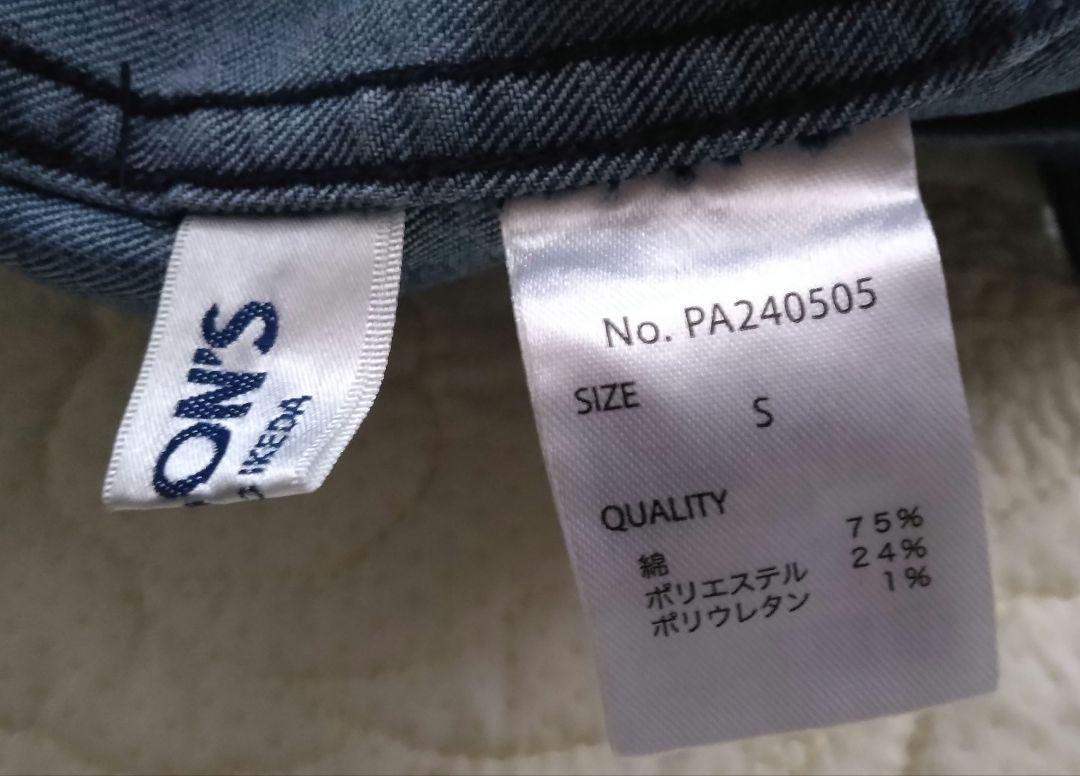 ON'S
IKEDA
No. PA240505
SIZE
S
QUALITY
綿 75%
ポリエステル 24%
ポリウレタン 1%